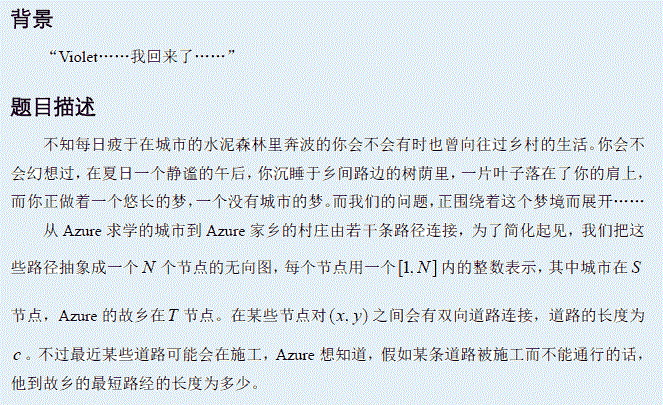 背景
“Violet……我回来了……”
题目描述
不知每日疲于在城市的水泥森林里奔波的你会不会有时也曾向往过乡村的生活。你会不
会幻想过，在夏日一个静谧的午后，你沉睡于乡间路边的树荫里，一片叶子落在了你的肩上，
而你正做着一个悠长的梦，一个没有城市的梦。而我们的问题，正围绕着这个梦境而展开……
从 Azure 求学的城市到 Azure 家乡的村庄由若干条路径连接，为了简化起见，我们把这
些路径抽象成一个 N 个节点的无向图，每个节点用一个[1, N]内的整数表示，其中城市在 S
节点，Azure 的故乡在 T 节点。在某些节点对(x, y)之间会有双向道路连接，道路的长度为
c。不过最近某些道路可能会在施工，Azure 想知道，假如某条道路被施工而不能通行的话，
他到故乡的最短路经的长度为多少。